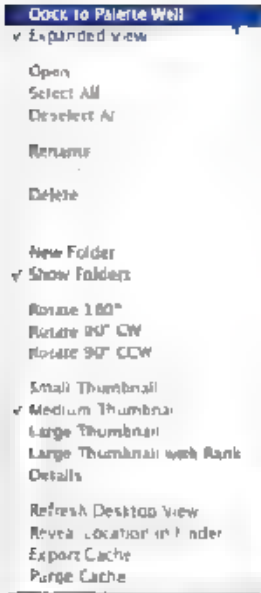 Dock to Palette Well
✓ Expanded View
Open
Select All
Deselect All
Rename
Delete
New Folder
✓ Show Folders
Rotate 180°
Rotate 90° CW
Rotate 90° CCW
Small Thumbnail
✓ Medium Thumbnail
Large Thumbnail
Large Thumbnail with Rank
Details
Refresh Desktop View
Reveal Location in Finder
Export Cache
Purge Cache